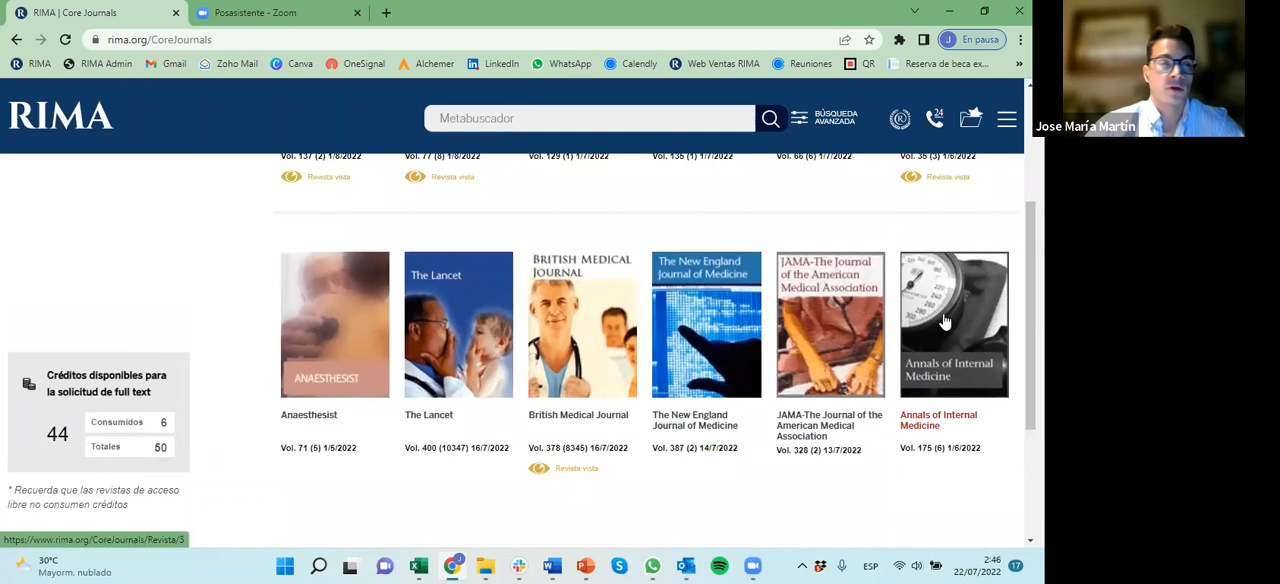 RIMA | Core Journals
Posasistente - Zoom
rima.org/CoreJournals
J En pausa
RIMA
RIMA Admin
Gmail
Zoho Mail
Canva
OneSignal
Alchemer
LinkedIn
WhatsApp
Calendly
Web Ventas RIMA
Reuniones
QR
Reserva de beca ex...
»
Jose María Martín
RIMA
Metabuscador
BÚSQUEDA
AVANZADA
24
Vol. 137 (2) 1/8/2022
Vol. 77 (8) 1/8/2022
Vol. 129 (1) 1/7/2022
Vol. 135 (1) 1/7/2022
Vol. 66 (6) 1/7/2022
Vol. 35 (3) 1/6/2022
Revista vista
Revista vista
Revista vista
ANAESTHESIST
The Lancet
BRITISH MEDICAL
JOURNAL
The New England
Journal of Medicine
JAMA-The Journal
of the American
Medical Association
Annals of Internal
Medicine
Anaesthesist
The Lancet
British Medical Journal
The New England
Journal of Medicine
JAMA-The Journal of the
American Medical
Association
Annals of Internal
Medicine
Vol. 71 (5) 1/5/2022
Vol. 400 (10347) 16/7/2022
Vol. 378 (8345) 16/7/2022
Vol. 387 (2) 14/7/2022
Vol. 328 (2) 13/7/2022
Vol. 175 (6) 1/6/2022
Revista vista
Créditos disponibles para
la solicitud de full text
44
Consumidos 6
Totales 50
* Recuerda que las revistas de acceso
libre no consumen créditos
https://www.rima.org/CoreJournals/Revista/3
30°C
Mayorm. nublado
ESP
2:46
22/07/2022
17